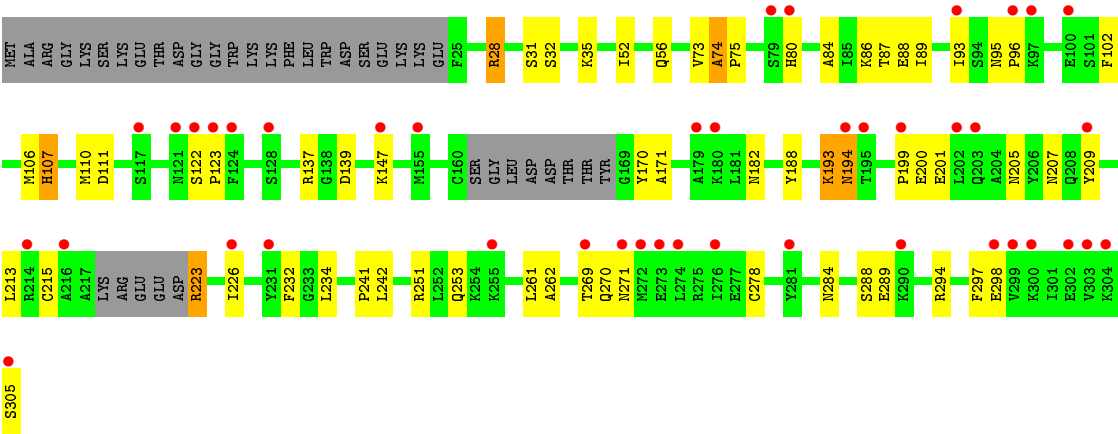 MET ALA ARG GLY LYS SER LYS LYS GLU THR ASP GLY GLY TRP LYS LYS PHE LEU TRP ASP SER GLU LYS LYS GLU F25 R28 S31 S32 K35 I52 Q56 V73 A74 P75 S79 H80 A84 I85 K86 T87 E88 I89 I93 S94 N95 P96 K97 E100 S101 F102
M106 H107 M110 D111 S117 N121 S122 P123 F124 S128 R137 G138 D139 K147 M155 C160 SER GLY LEU ASP ASP THR THR TYR G169 Y170 A171 A179 K180 L181 N182 Y188 K193 N194 T195 P199 E200 E201 L202 Q203 A204 N205 Y206 N207 Q208 Y209
L213 R214 C215 A216 A217 LYS ARG GLU GLU ASP R223 I226 Y231 F232 G233 L234 P241 L242 R251 L252 Q253 K254 K255 L261 A262 T269 Q270 N271 M272 E273 L274 R275 I276 E277 C278 Y281 N284 S288 E289 K290 R294 F297 E298 V299 K300 I301 E302 V303 K304
S305